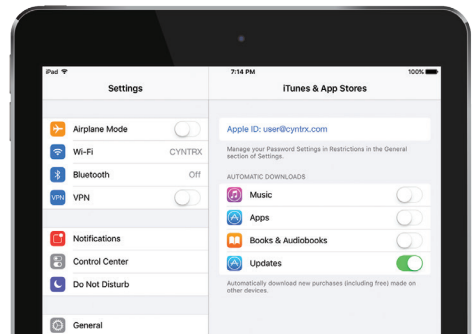 iPad 7:14 PM 100%
Settings
iTunes & App Stores
Airplane Mode
Wi-Fi CYNTRX
Bluetooth Off
VPN VPN
Notifications
Control Center
Do Not Disturb
General
Apple ID: user@cyntrx.com
Manage your Password Settings in Restrictions in the General
section of Settings.
AUTOMATIC DOWNLOADS
Music
Apps
Books & Audiobooks
Updates
Automatically download new purchases (including free) made on
other devices.